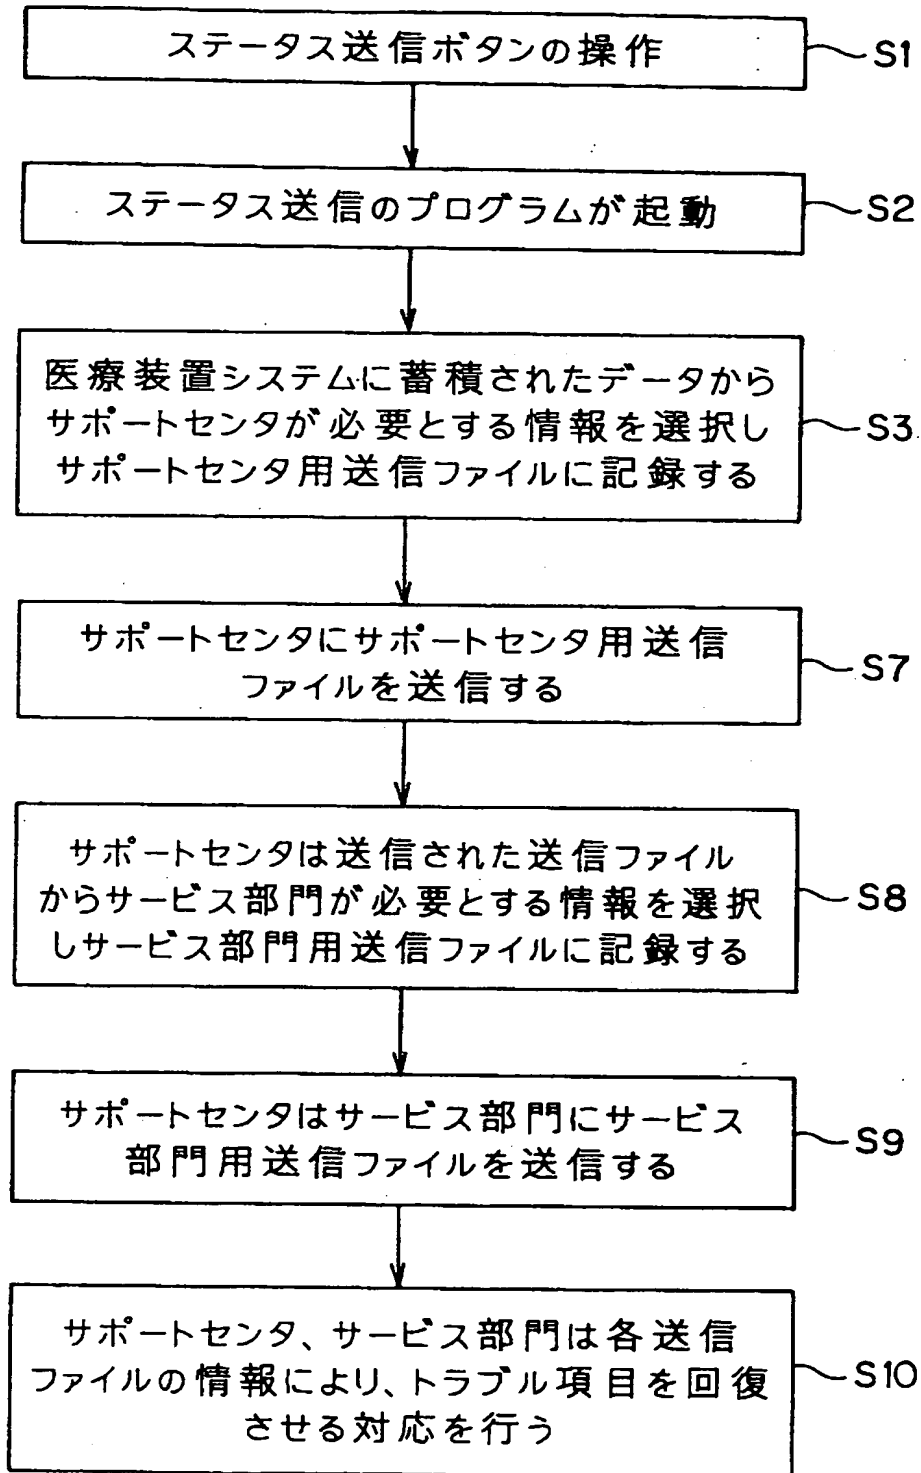 ステータス送信ボタンの操作
S1
ステータス送信のプログラムが起動
S2
医療装置システムに蓄積されたデータから
サポートセンタが必要とする情報を選択し
サポートセンタ用送信ファイルに記録する
S3
サポートセンタにサポートセンタ用送信
ファイルを送信する
S7
サポートセンタは送信された送信ファイル
からサービス部門が必要とする情報を選択
しサービス部門用送信ファイルに記録する
S8
サポートセンタはサービス部門にサービス
部門用送信ファイルを送信する
S9
サポートセンタ、サービス部門は各送信
ファイルの情報により、トラブル項目を回復
させる対応を行う
S10